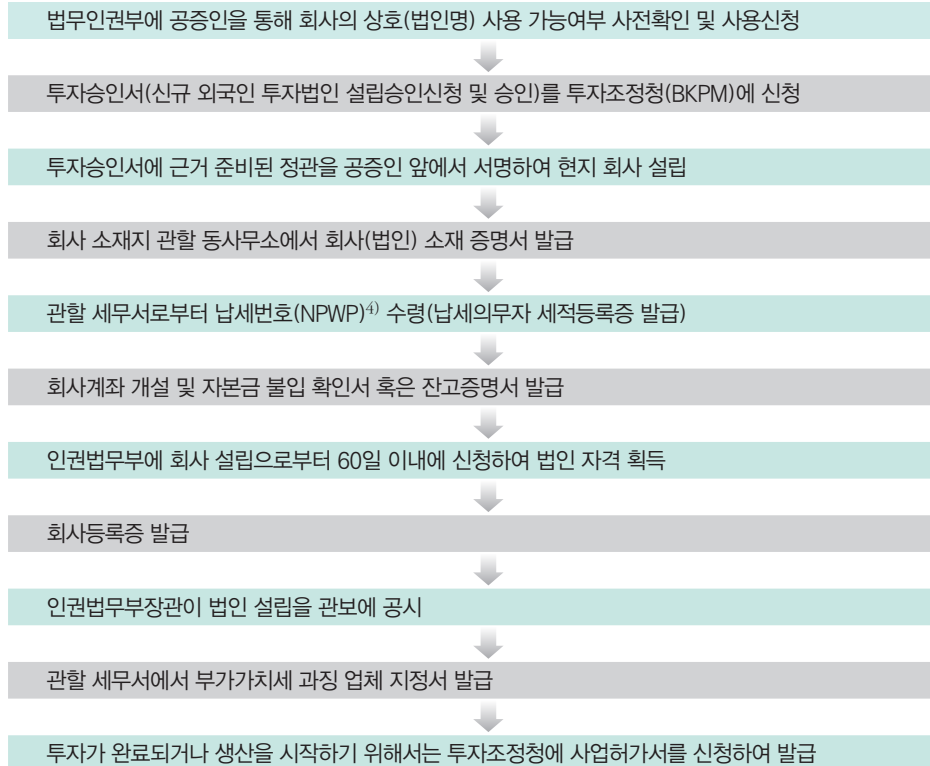 법무인권부에 공증인을 통해 회사의 상호(법인명) 사용 가능여부 사전확인 및 사용신청
투자승인서(신규 외국인 투자법인 설립승인신청 및 승인)를 투자조정청(BKPM)에 신청
투자승인서에 근거 준비된 정관을 공증인 앞에서 서명하여 현지 회사 설립
회사 소재지 관할 동사무소에서 회사(법인) 소재 증명서 발급
관할 세무서로부터 납세번호(NPWP)4) 수령(납세의무자 세적등록증 발급)
회사계좌 개설 및 자본금 불입 확인서 혹은 잔고증명서 발급
인권법무부에 회사 설립으로부터 60일 이내에 신청하여 법인 자격 획득
회사등록증 발급
인권법무부장관이 법인 설립을 관보에 공시
관할 세무서에서 부가가치세 과징 업체 지정서 발급
투자가 완료되거나 생산을 시작하기 위해서는 투자조정청에 사업허가서를 신청하여 발급